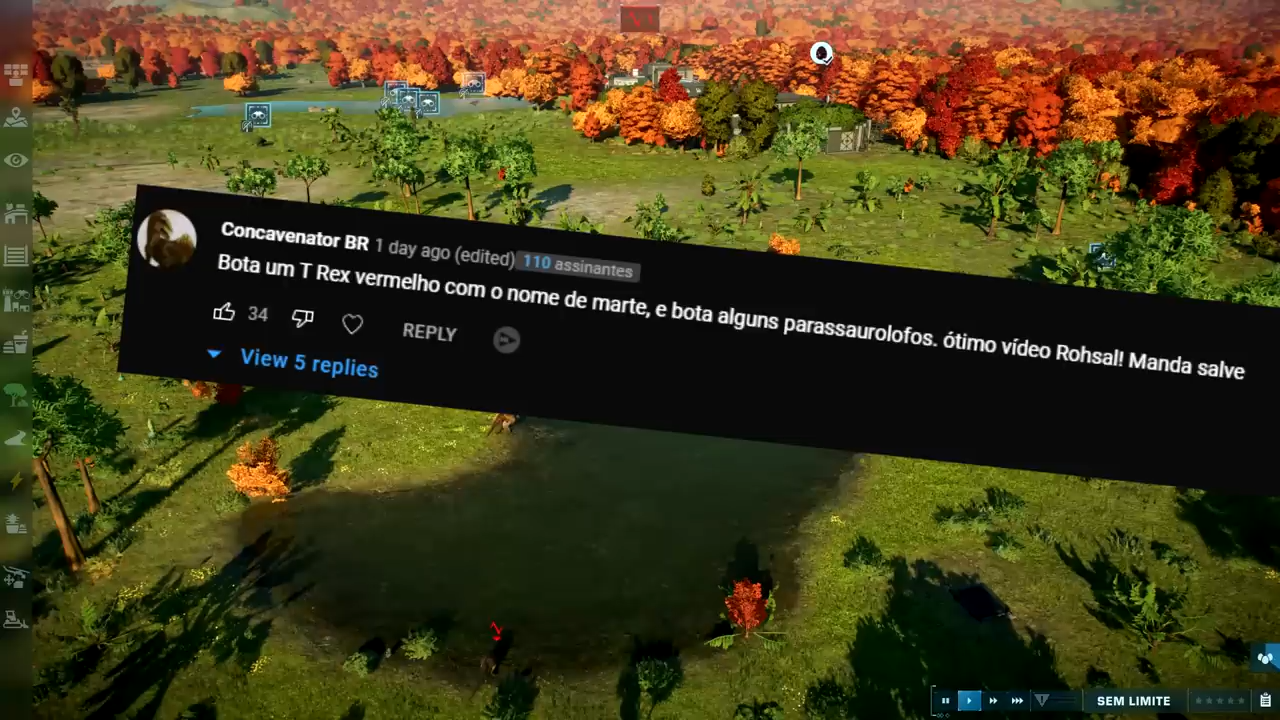 Concavenator BR 1 day ago (edited) 110 assinantes
Bota um T Rex vermelho com o nome de marte, e bota alguns parassaurolofos. ótimo vídeo Rohsal! Manda salve
34 REPLY
View 5 replies
SEM LIMITE